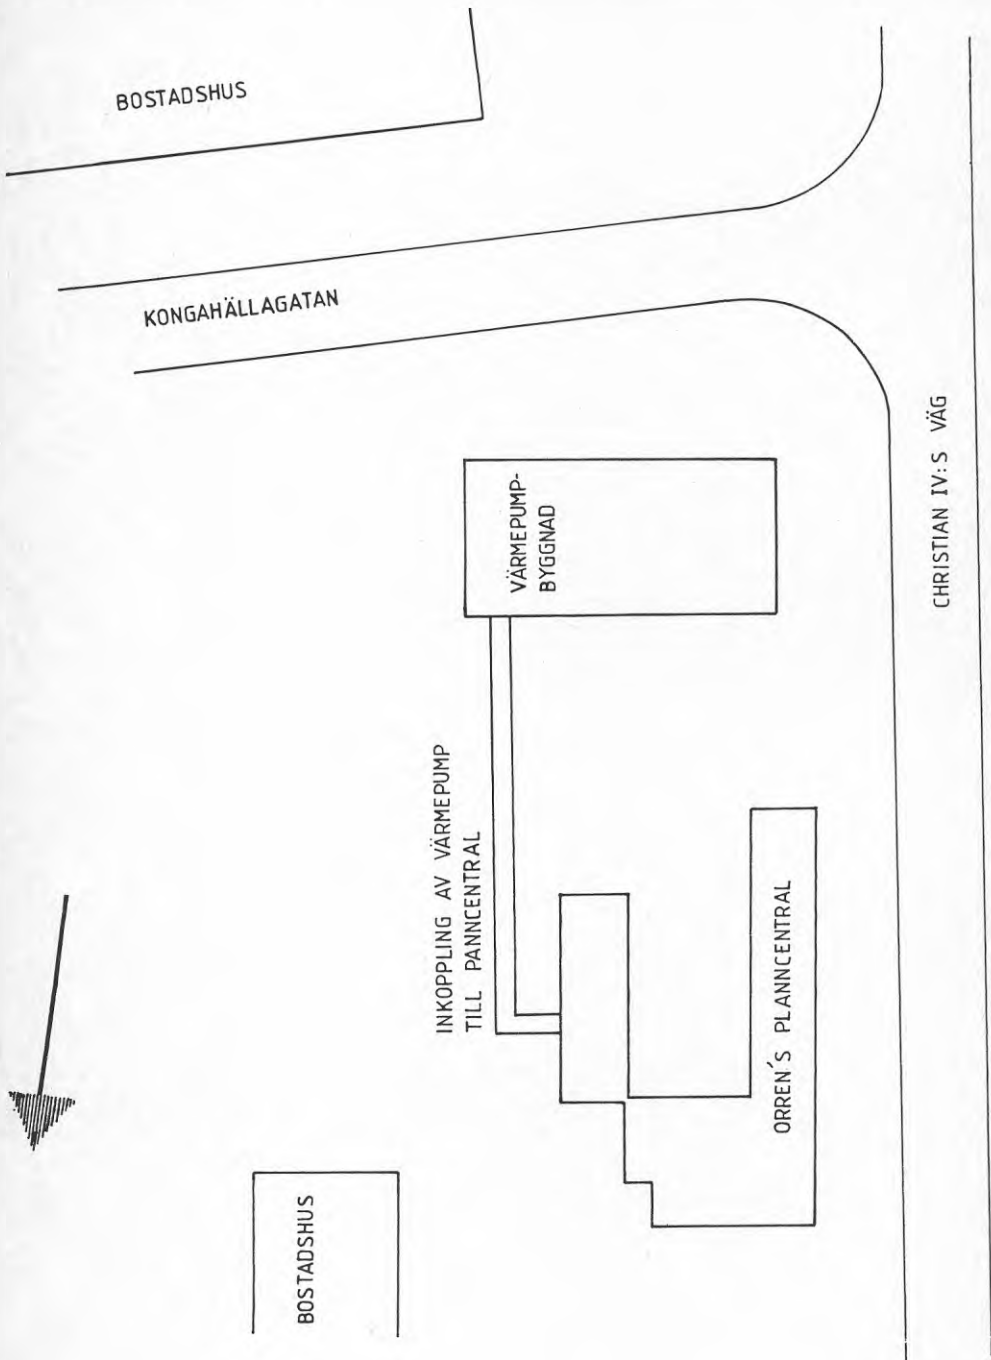 BOSTADSHUS
KONGAHÄLLAGATAN
VÄRMEPUMP-
BYGGNAD
CHRISTIAN IV:S VÄG
INKOPPLING AV VÄRMEPUMP
TILL PANNCENTRAL
ORREN'S PLANNCENTRAL
BOSTADSHUS